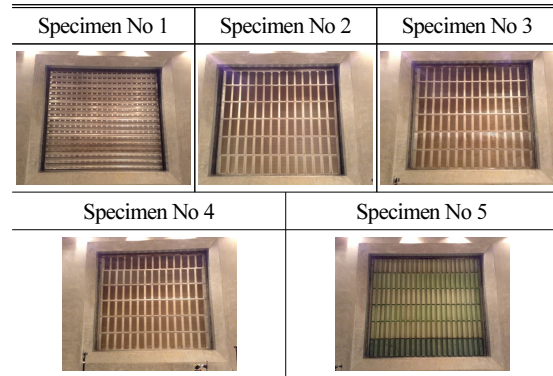 Specimen No 1
Specimen No 2
Specimen No 3
Specimen No 4
Specimen No 5